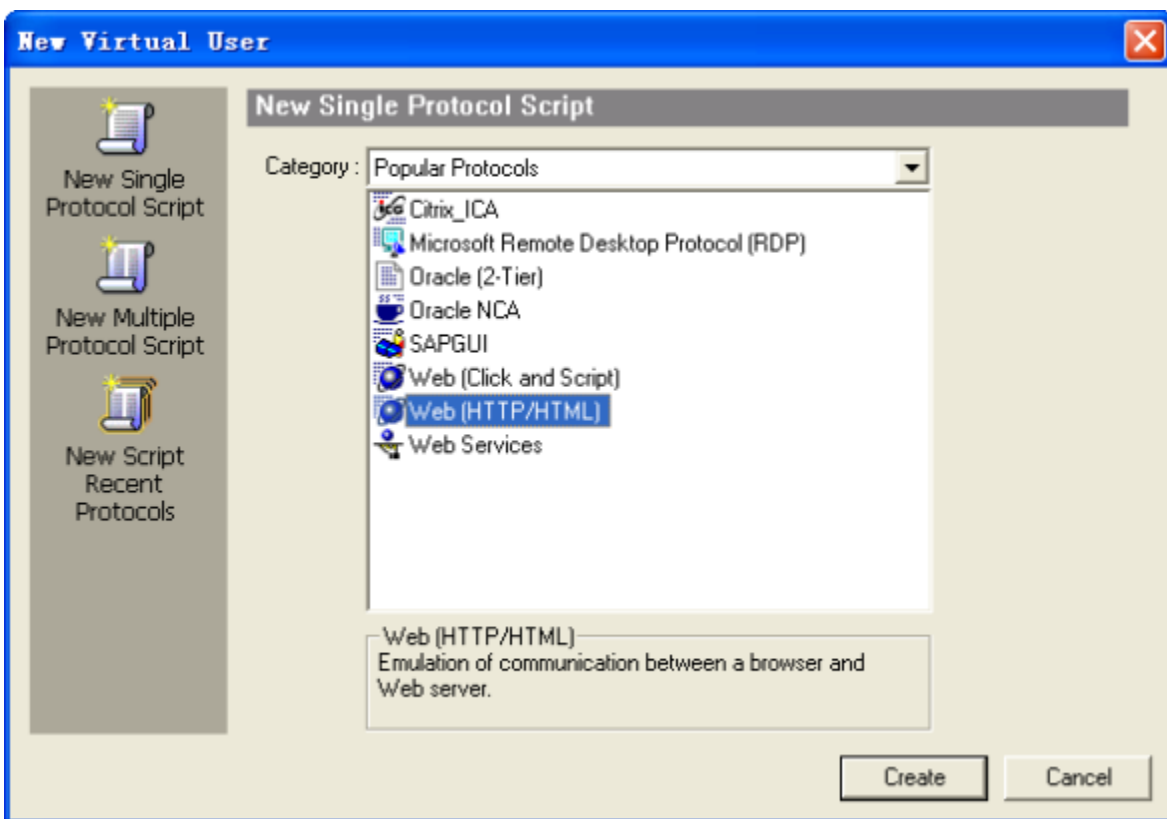 New Virtual User
New Single
Protocol Script
New Multiple
Protocol Script
New Script
Recent
Protocols
New Single Protocol Script
Category :
Popular Protocols
Citrix_ICA
Microsoft Remote Desktop Protocol (RDP)
Oracle (2-Tier)
Oracle NCA
SAPGUI
Web (Click and Script)
Web (HTTP/HTML)
Web Services
Web (HTTP/HTML)
Emulation of communication between a browser and
Web server.
Create
Cancel